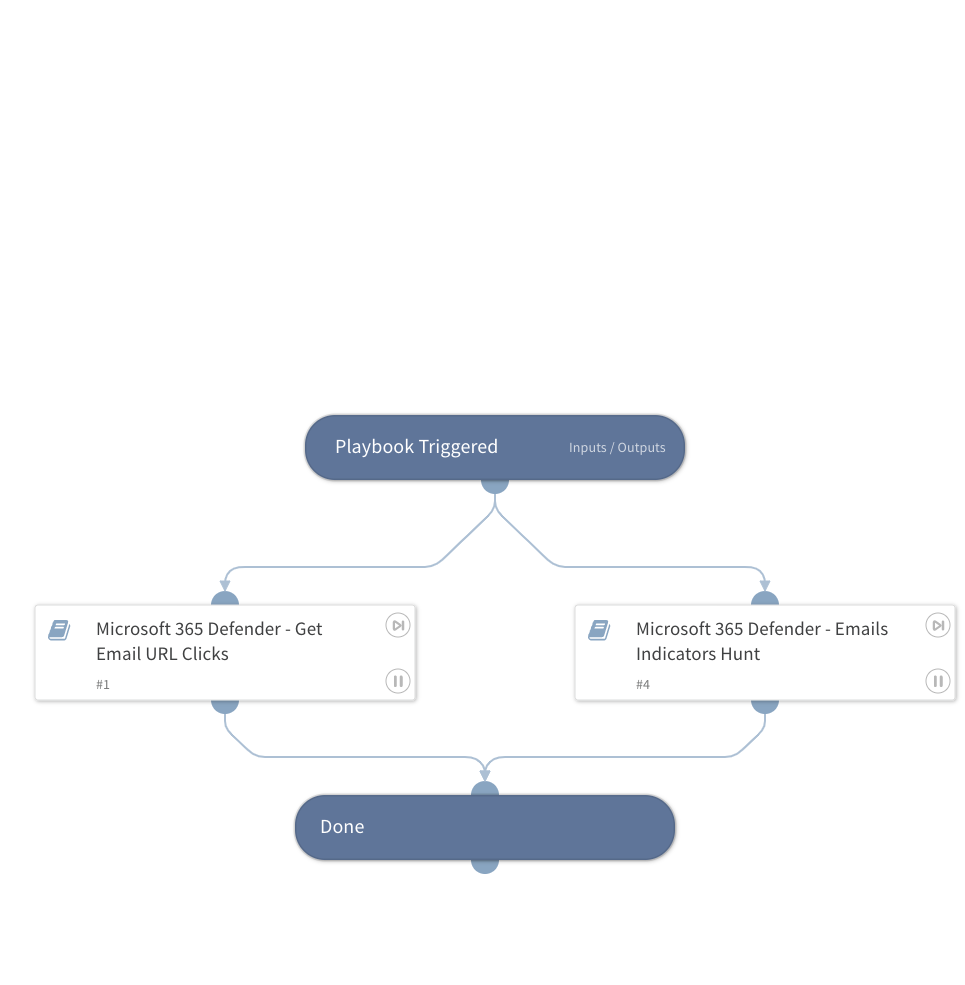 Playbook Triggered
Inputs / Outputs
Microsoft 365 Defender - Get
Email URL Clicks
#1
Microsoft 365 Defender - Emails
Indicators Hunt
#4
Done